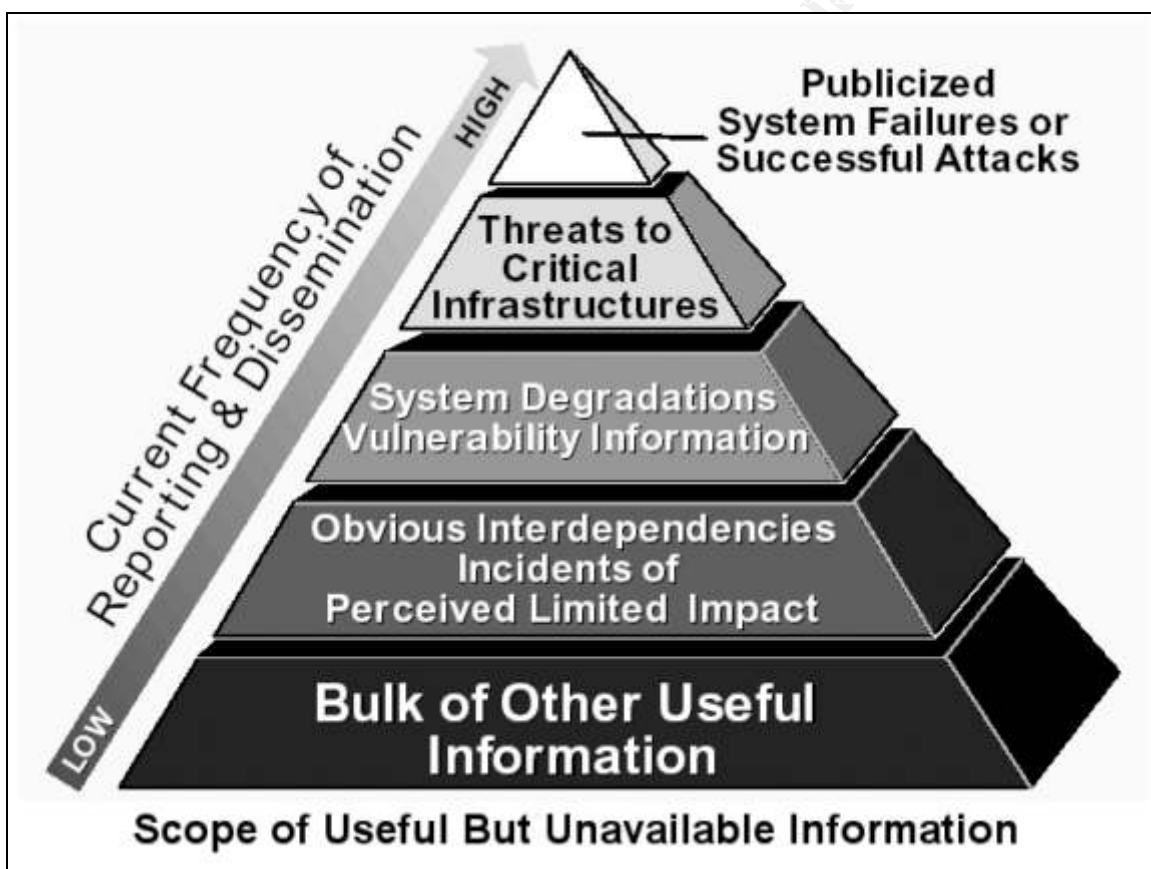 Publicized
System Failures or
Successful Attacks
HIGH
Current Frequency of
Reporting & Dissemination
LOW
Threats to
Critical
Infrastructures
System Degradations
Vulnerability Information
Obvious Interdependencies
Incidents of
Perceived Limited Impact
Bulk of Other Useful
Information
Scope of Useful But Unavailable Information